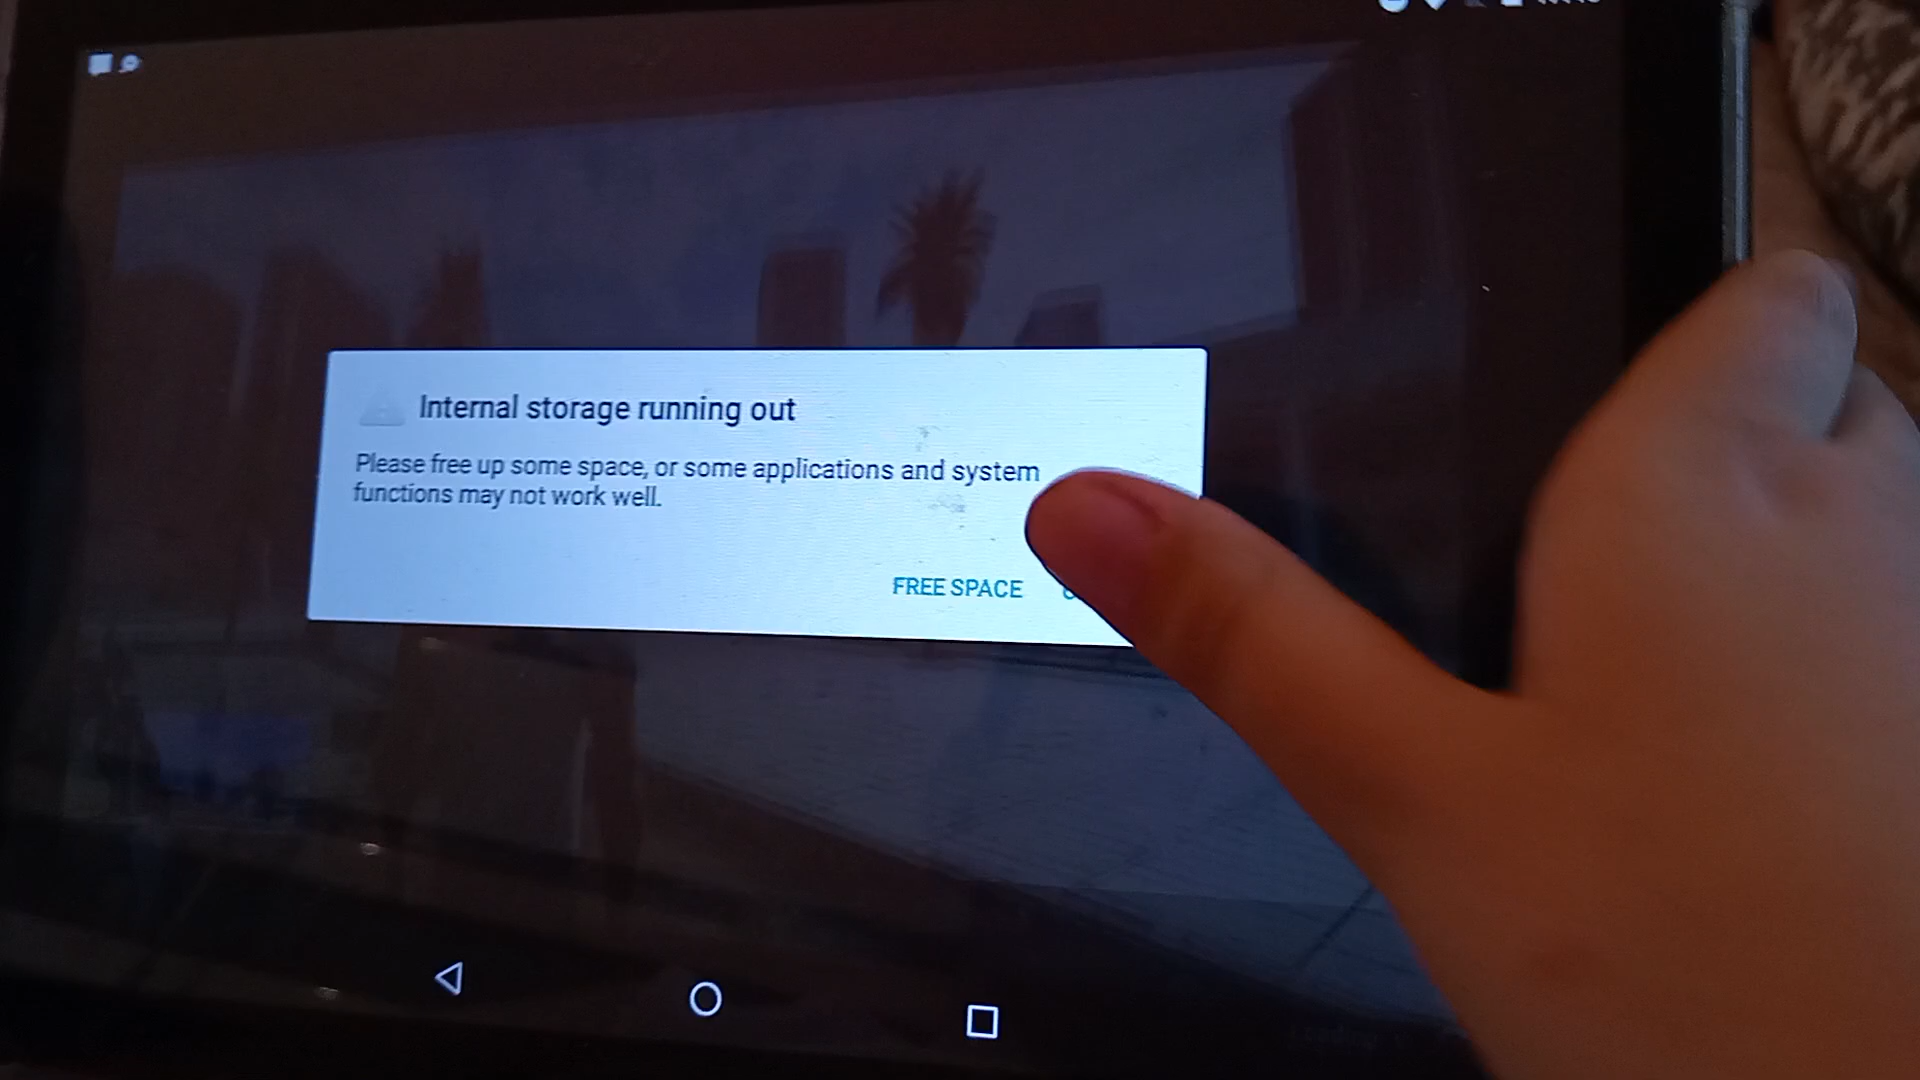 Internal storage running out
Please free up some space, or some applications and system
functions may not work well.
FREE SPACE